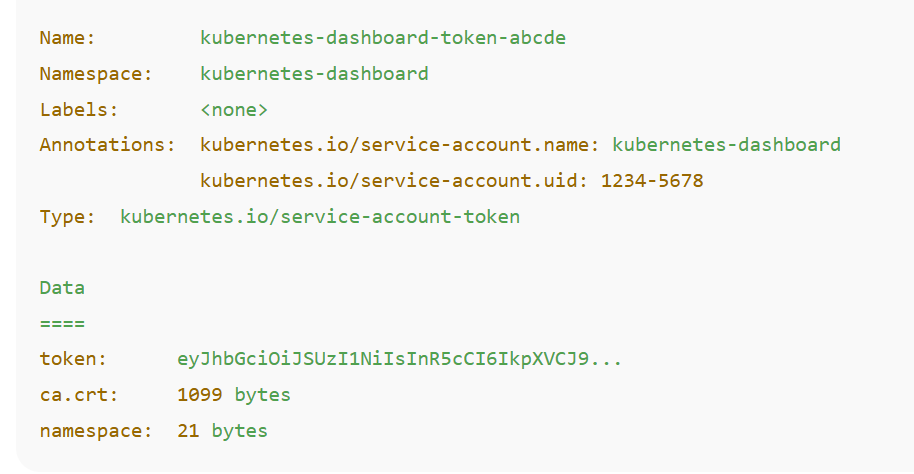 Name:         kubernetes-dashboard-token-abcde
Namespace:    kubernetes-dashboard
Labels:       <none>
Annotations:  kubernetes.io/service-account.name: kubernetes-dashboard
              kubernetes.io/service-account.uid: 1234-5678
Type:  kubernetes.io/service-account-token

Data
====
token:      eyJhbGciOiJSUzI1NiIsInR5cCI6IkpXVCJ9...
ca.crt:     1099 bytes
namespace:  21 bytes